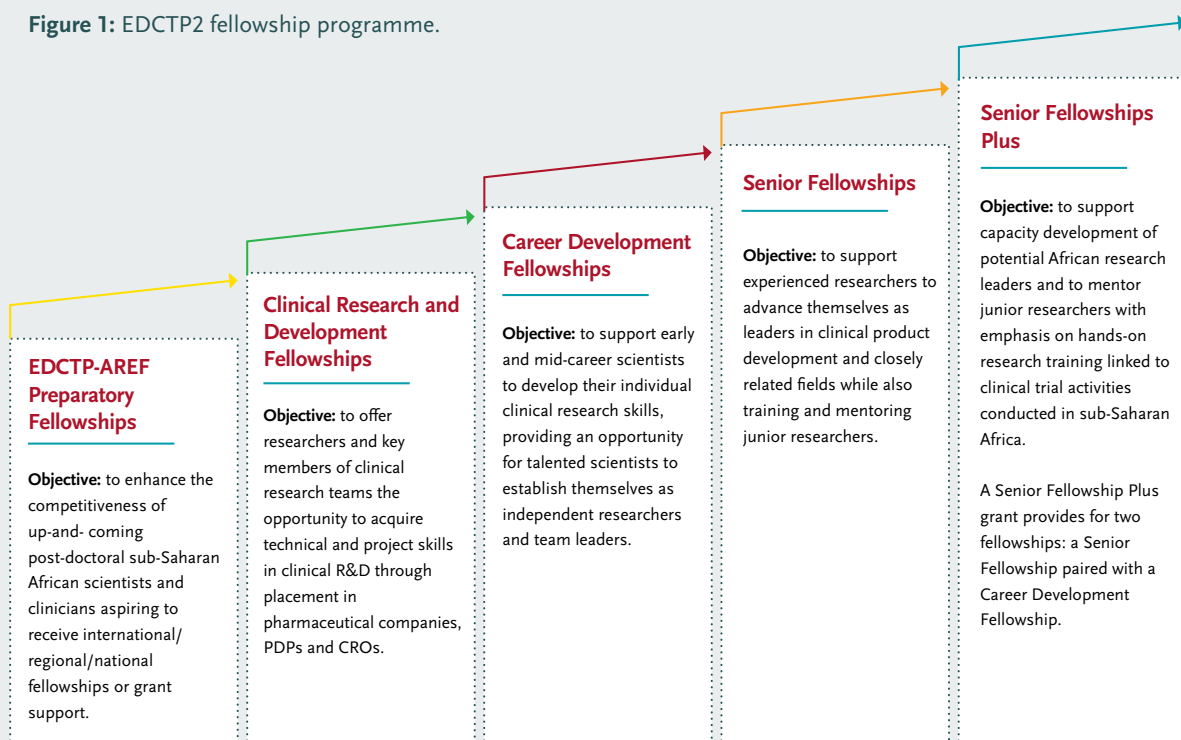 Figure 1: EDCTP2 fellowship programme.
EDCTP-AREF
Preparatory
Fellowships
Objective: to enhance the
competitiveness of
up-and- coming
post-doctoral sub-Saharan
African scientists and
clinicians aspiring to
receive international/
regional/national
fellowships or grant
support.
Clinical Research and
Development
Fellowships
Objective: to offer
researchers and key
members of clinical
research teams the
opportunity to acquire
technical and project skills
in clinical R&D through
placement in
pharmaceutical companies,
PDPs and CROs.
Career Development
Fellowships
Objective: to support early
and mid-career scientists
to develop their individual
clinical research skills,
providing an opportunity
for talented scientists to
establish themselves as
independent researchers
and team leaders.
Senior Fellowships
Objective: to support
experienced researchers to
advance themselves as
leaders in clinical product
development and closely
related fields while also
training and mentoring
junior researchers.
Senior Fellowships
Plus
Objective: to support
capacity development of
potential African research
leaders and to mentor
junior researchers with
emphasis on hands-on
research training linked to
clinical trial activities
conducted in sub-Saharan
Africa.
A Senior Fellowship Plus
grant provides for two
fellowships: a Senior
Fellowship paired with a
Career Development
Fellowship.